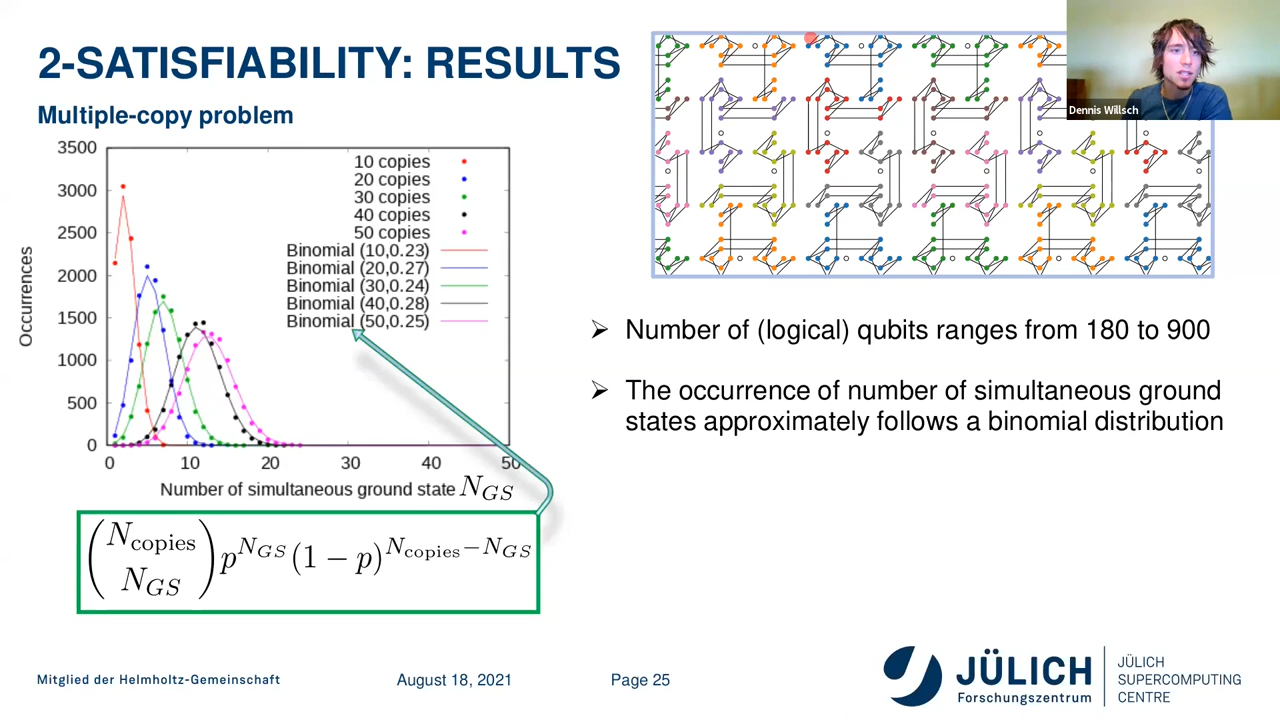 2-SATISFIABILITY: RESULTS
Multiple-copy problem
Dennis Willsch
3500
3000
2500
2000
1500
1000
500
0
Occurrences
10 copies
20 copies
30 copies
40 copies
50 copies
Binomial (10,0.23)
Binomial (20,0.27)
Binomial (30,0.24)
Binomial (40,0.28)
Binomial (50,0.25)
0 10 20 30 40 50
Number of simultaneous ground state N_{GS}
\binom{N_{copies}}{N_{GS}} p^{N_{GS}} (1 − p)^{N_{copies}−N_{GS}}
➢ Number of (logical) qubits ranges from 180 to 900
➢ The occurrence of number of simultaneous ground
states approximately follows a binomial distribution
Mitglied der Helmholtz-Gemeinschaft
August 18, 2021
Page 25
JÜLICH
Forschungszentrum
JÜLICH
SUPERCOMPUTING
CENTRE